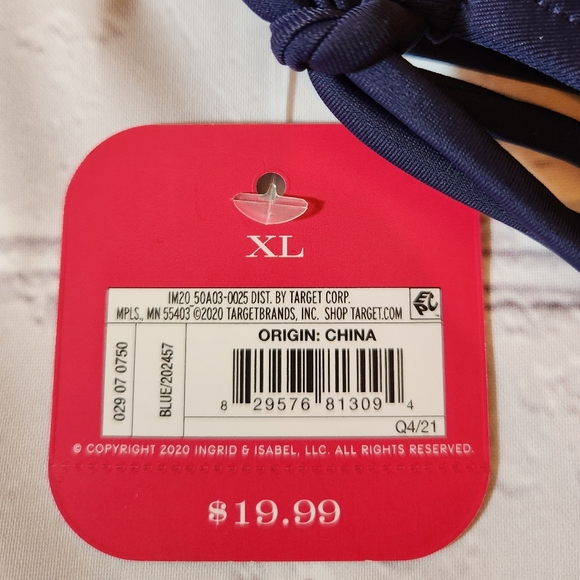 XL
IM20_50A03-0025 DIST. BY TARGET CORP.
MPLS., MN 55403 ©2020 TARGETBRANDS, INC. SHOP TARGET.COM
EPC
029 07 0750
BLUE/202457
ORIGIN: CHINA
8 29576 81309 4
Q4/21
© COPYRIGHT 2020 INGRID & ISABEL, LLC. ALL RIGHTS RESERVED.
$19.99